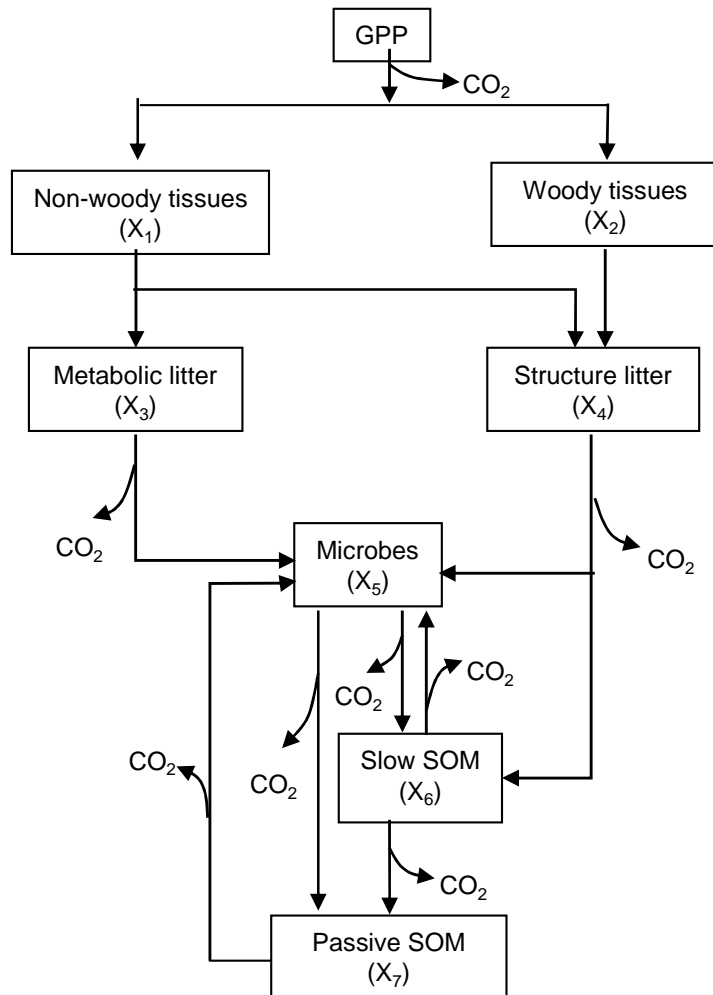 GPP
CO₂
Non-woody tissues
(X₁)
Woody tissues
(X₂)
Metabolic litter
(X₃)
Structure litter
(X₄)
CO₂
Microbes
(X₅)
CO₂
CO₂
CO₂
CO₂
CO₂
Slow SOM
(X₆)
CO₂
Passive SOM
(X₇)